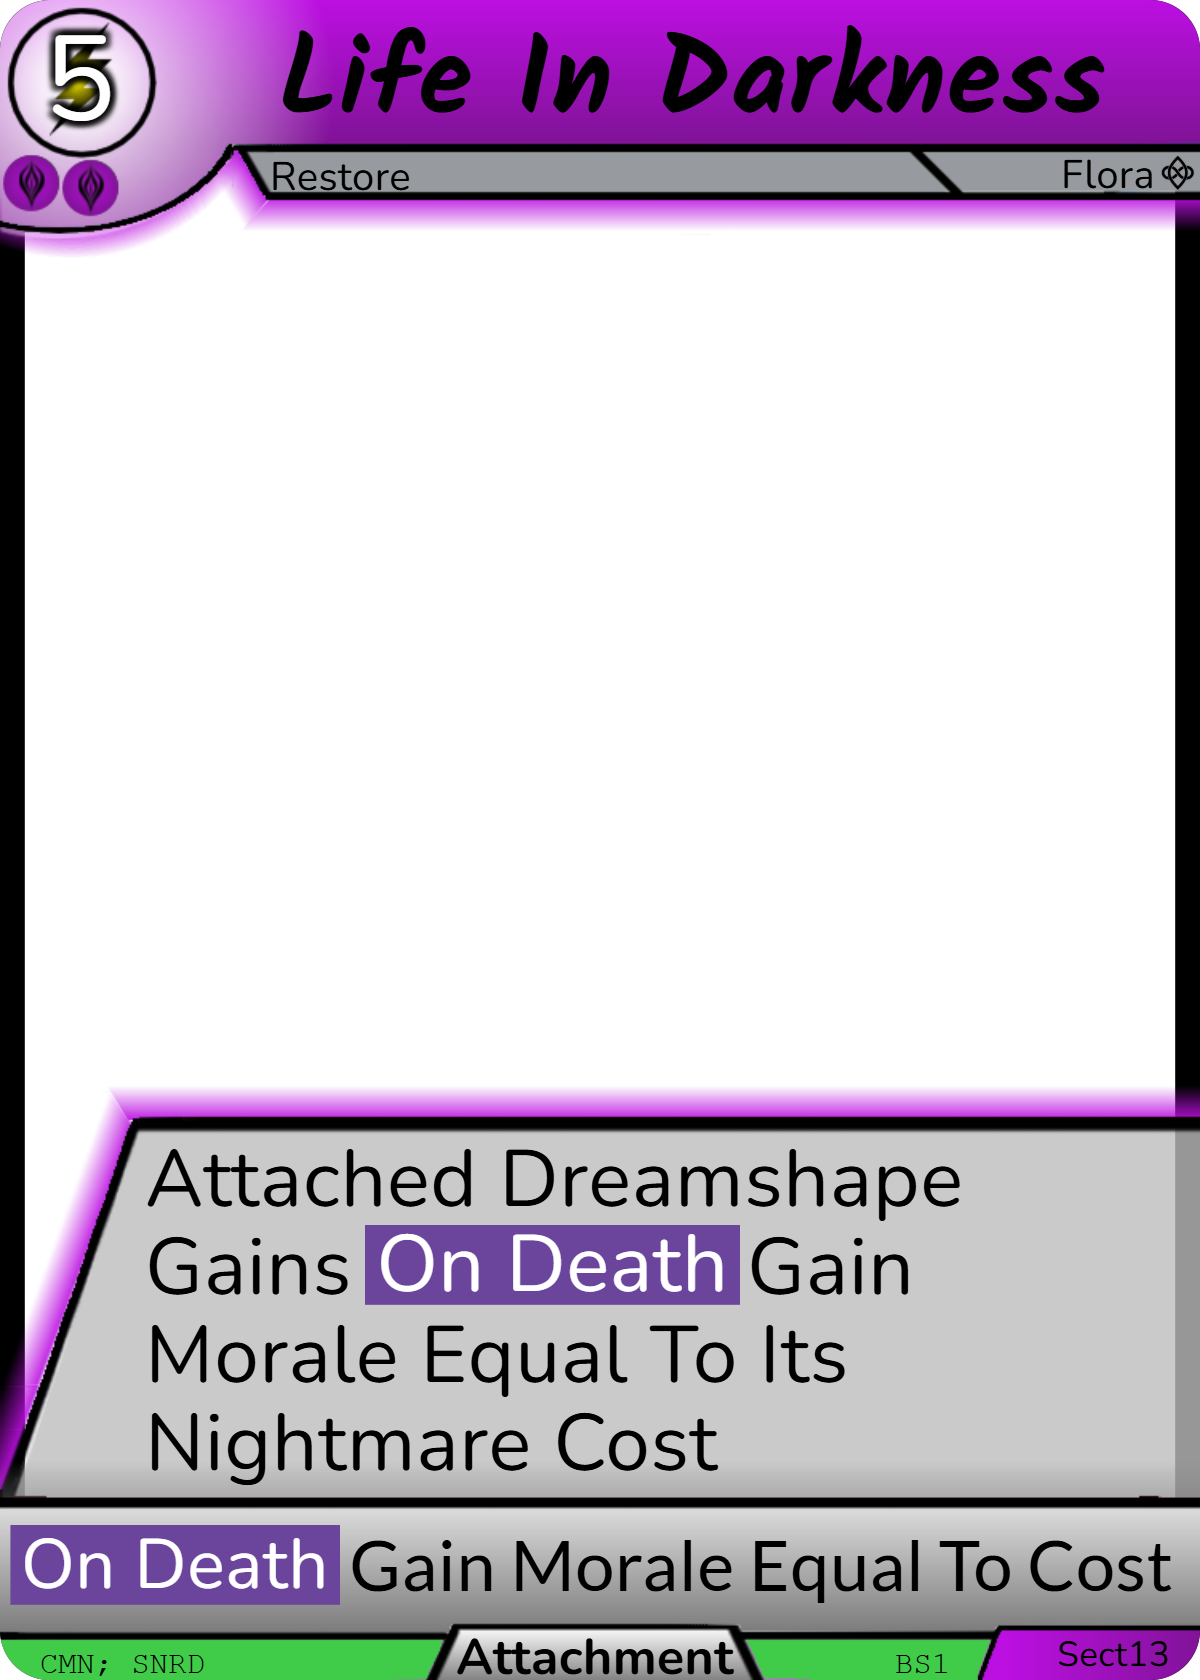 5
Life In Darkness
Restore
Flora
Attached Dreamshape
Gains On Death Gain
Morale Equal To Its
Nightmare Cost
On Death Gain Morale Equal To Cost
CMN; SNRD
Attachment
BS1
Sect13